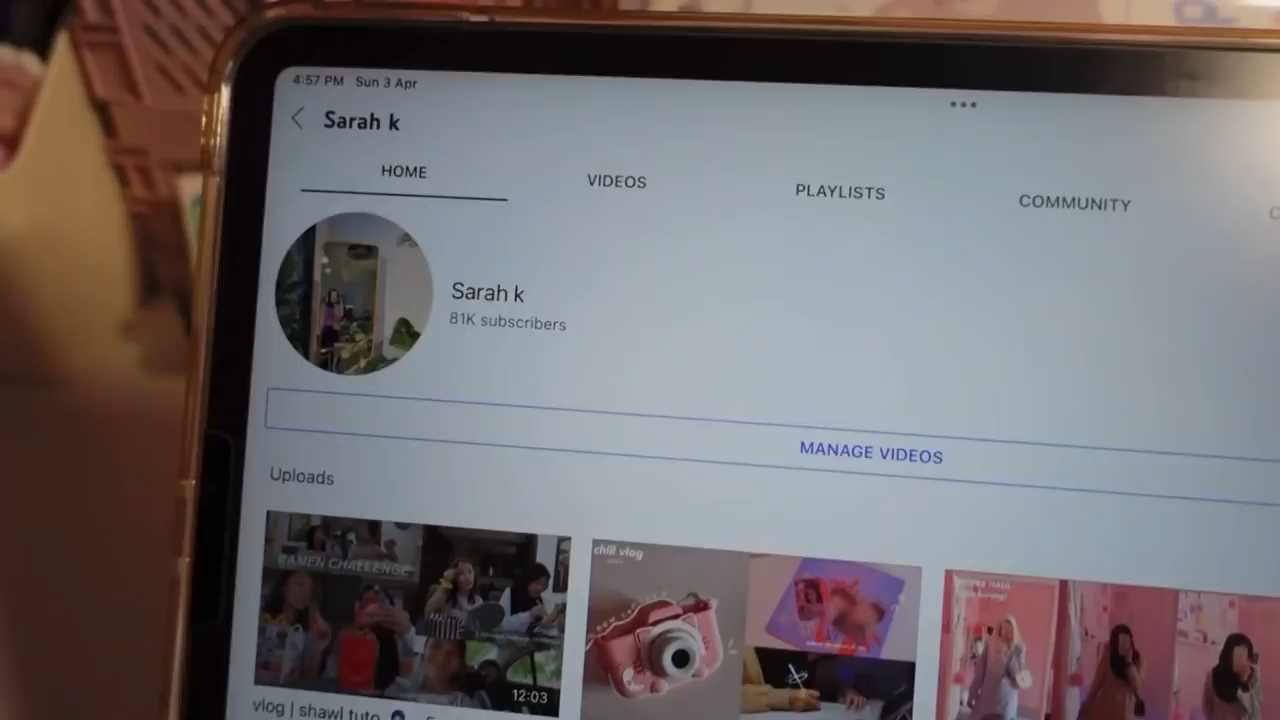 4:57 PM Sun 3 Apr
Sarah k
HOME
VIDEOS
PLAYLISTS
COMMUNITY
Sarah k
81K subscribers
MANAGE VIDEOS
Uploads
RAMEN CHALLENGE
chill vlog
12:03
vlog | shawl tuto